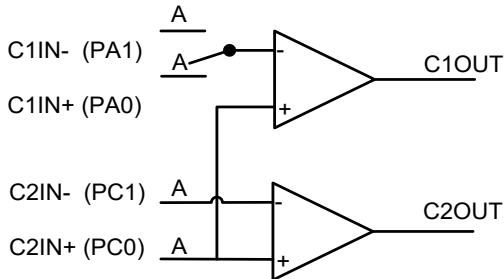 A
C1IN- (PA1)
A
-
C1IN+ (PA0)
+
C1OUT
C2IN- (PC1) A
-
C2IN+ (PC0) A
+
C2OUT